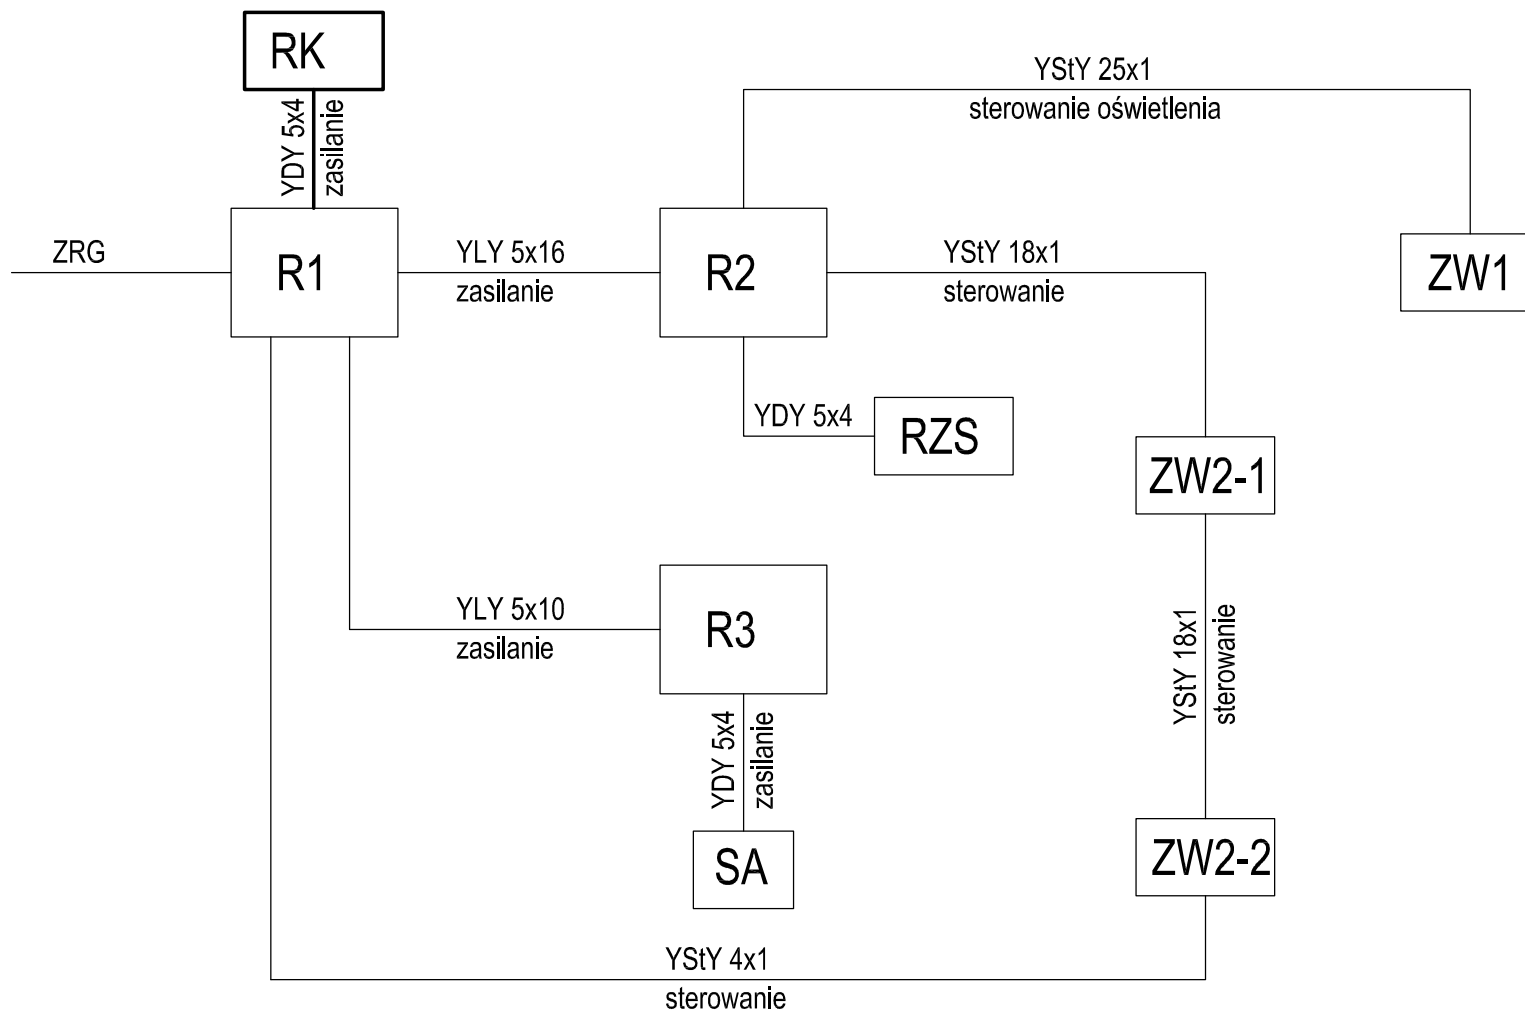 RK
YDY 5x4
zasilanie
YStY 25x1
sterowanie oświetlenia
ZRG
R1
YLY 5x16
zasilanie
R2
YStY 18x1
sterowanie
ZW1
YDY 5x4
RZS
ZW2-1
YLY 5x10
zasilanie
R3
YStY 18x1
sterowanie
YDY 5x4
zasilanie
SA
ZW2-2
YStY 4x1
sterowanie